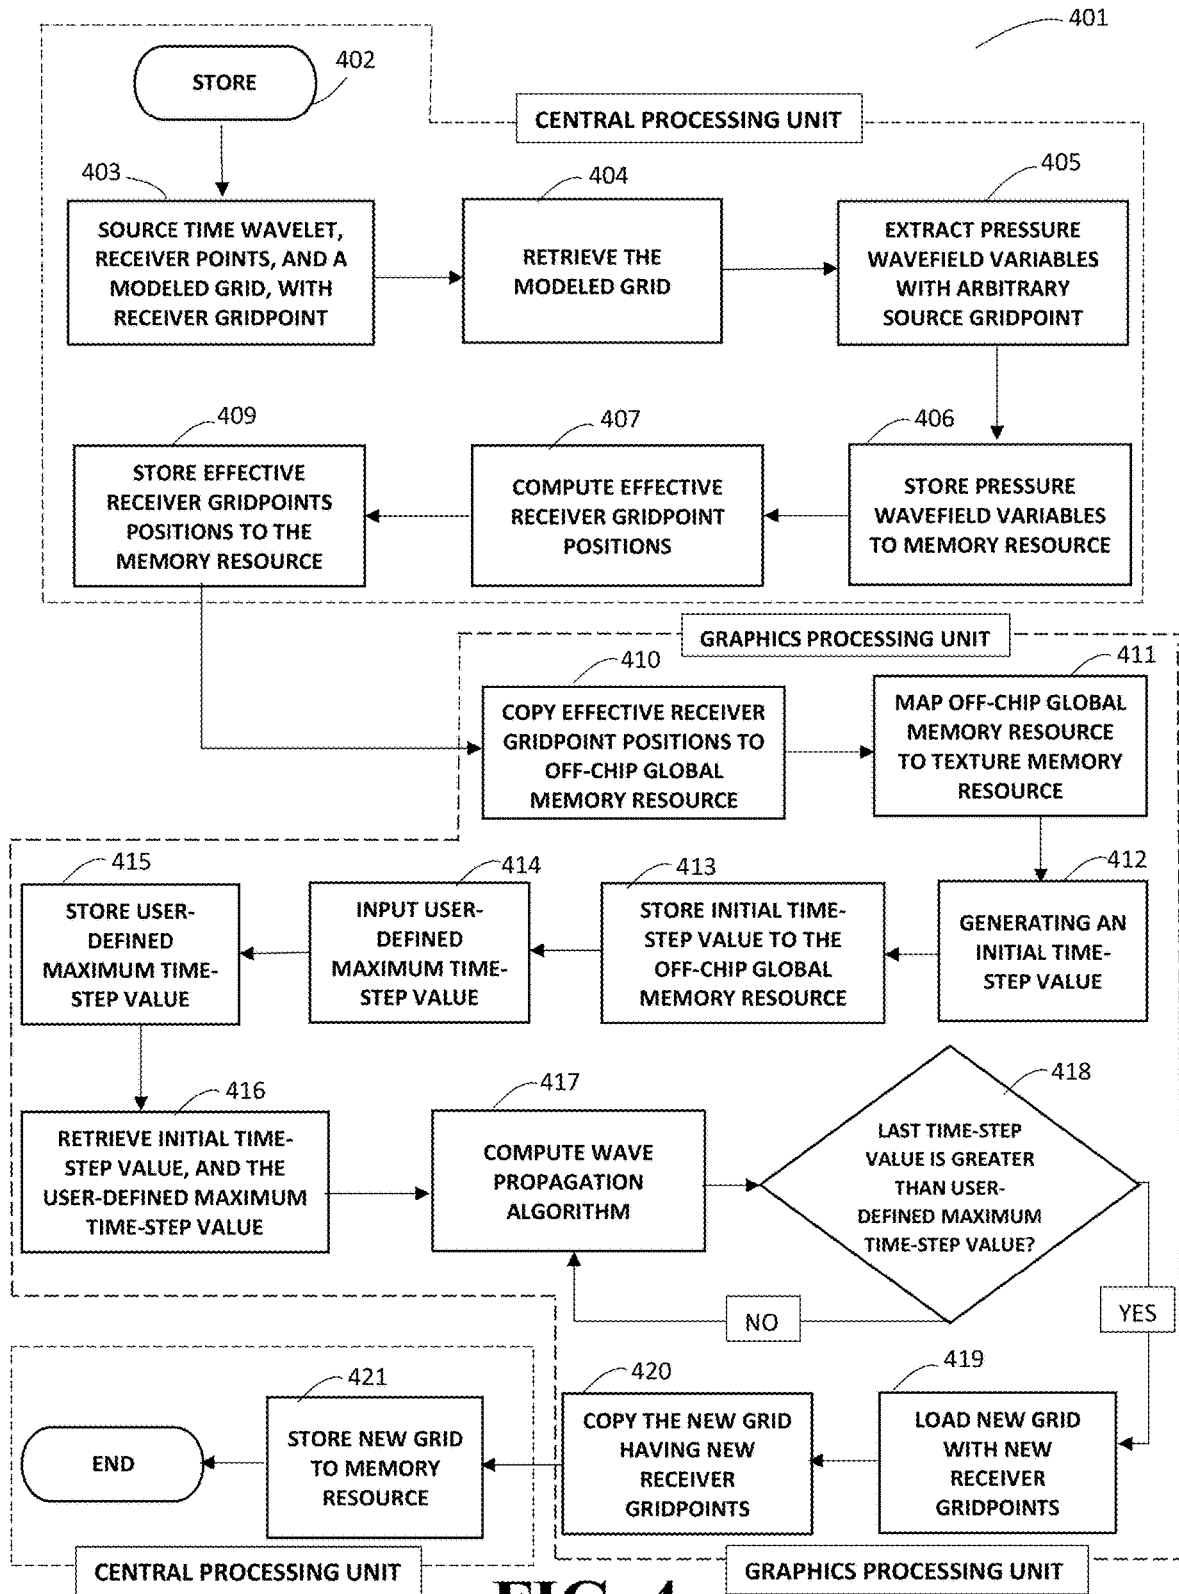 401
STORE
402
CENTRAL PROCESSING UNIT
403
SOURCE TIME WAVELET,
RECEIVER POINTS, AND A
MODELED GRID, WITH
RECEIVER GRIDPOINT
404
RETRIEVE THE
MODELED GRID
405
EXTRACT PRESSURE
WAVEFIELD VARIABLES
WITH ARBITRARY
SOURCE GRIDPOINT
406
STORE PRESSURE
WAVEFIELD VARIABLES
TO MEMORY RESOURCE
407
COMPUTE EFFECTIVE
RECEIVER GRIDPOINT
POSITIONS
409
STORE EFFECTIVE
RECEIVER GRIDPOINTS
POSITIONS TO THE
MEMORY RESOURCE
GRAPHICS PROCESSING UNIT
410
COPY EFFECTIVE RECEIVER
GRIDPOINT POSITIONS TO
OFF-CHIP GLOBAL
MEMORY RESOURCE
411
MAP OFF-CHIP GLOBAL
MEMORY RESOURCE
TO TEXTURE MEMORY
RESOURCE
412
GENERATING AN
INITIAL TIME-
STEP VALUE
413
STORE INITIAL TIME-
STEP VALUE TO THE
OFF-CHIP GLOBAL
MEMORY RESOURCE
414
INPUT USER-
DEFINED
MAXIMUM TIME-
STEP VALUE
415
STORE USER-
DEFINED
MAXIMUM TIME-
STEP VALUE
416
RETRIEVE INITIAL TIME-
STEP VALUE, AND THE
USER-DEFINED MAXIMUM
TIME-STEP VALUE
417
COMPUTE WAVE
PROPAGATION
ALGORITHM
418
LAST TIME-STEP
VALUE IS GREATER
THAN USER-
DEFINED MAXIMUM
TIME-STEP VALUE?
NO
YES
419
LOAD NEW GRID
WITH NEW
RECEIVER
GRIDPOINTS
420
COPY THE NEW GRID
HAVING NEW
RECEIVER
GRIDPOINTS
421
STORE NEW GRID
TO MEMORY
RESOURCE
END
CENTRAL PROCESSING UNIT
GRAPHICS PROCESSING UNIT
FIG. 4